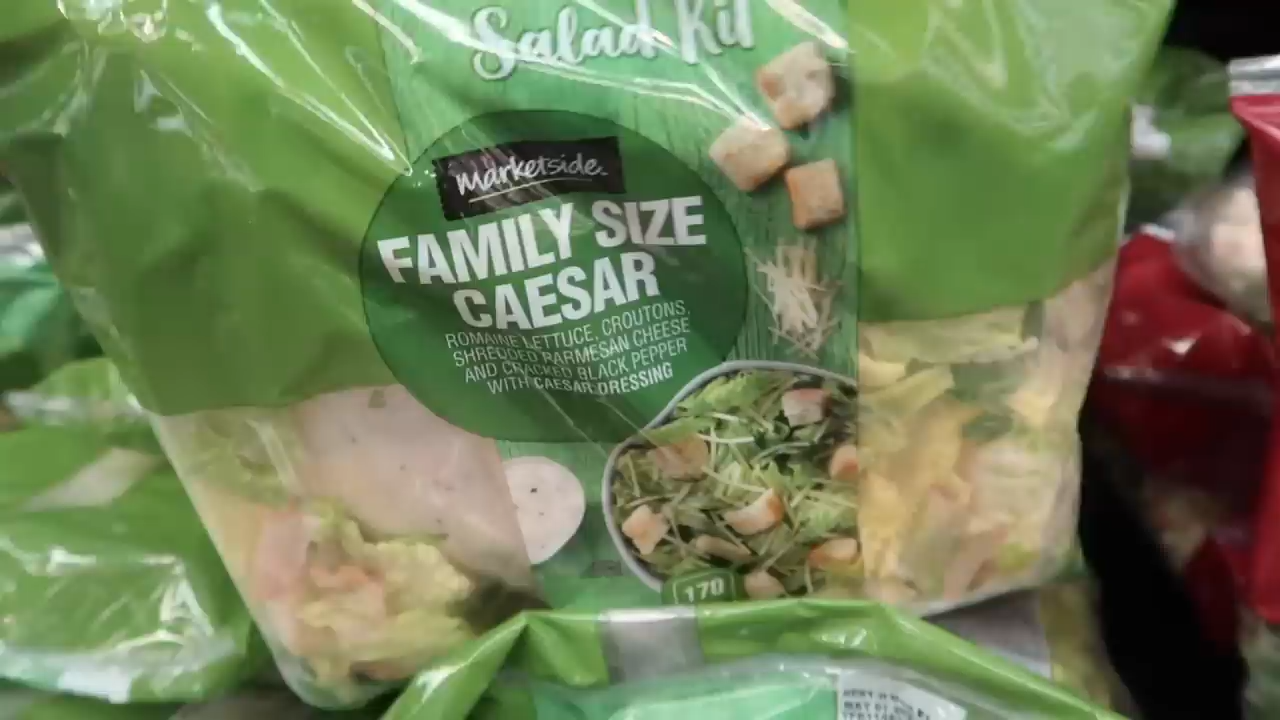 Salad Kit
marketside.
FAMILY SIZE
CAESAR
ROMAINE LETTUCE, CROUTONS,
SHREDDED PARMESAN CHEESE
AND CRACKED BLACK PEPPER
WITH CAESAR DRESSING
170